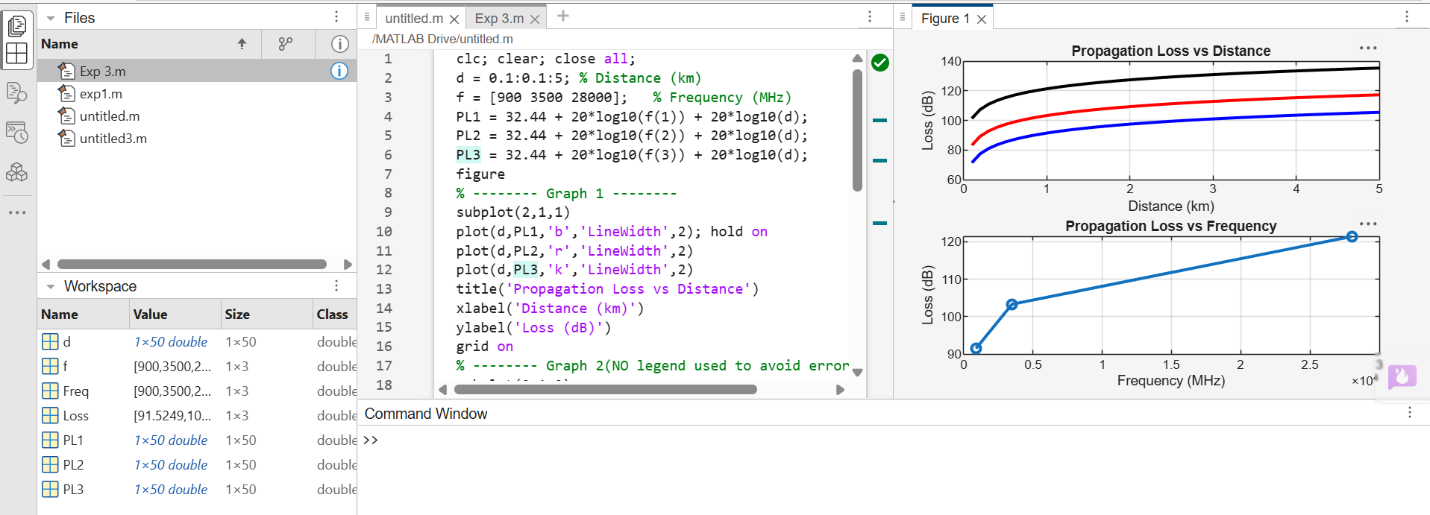 Files
Name
Exp 3.m
exp1.m
untitled.m
untitled3.m
Workspace
Name Value Size Class
d 1×50 double 1×50 double
f [900,3500,2... 1×3 double
Freq [900,3500,2... 1×3 double
Loss [91.5249,10... 1×3 double
PL1 1×50 double 1×50 double
PL2 1×50 double 1×50 double
PL3 1×50 double 1×50 double
untitled.m Exp 3.m
/MATLAB Drive/untitled.m
1 clc; clear; close all;
2 d = 0.1:0.1:5; % Distance (km)
3 f = [900 3500 28000]; % Frequency (MHz)
4 PL1 = 32.44 + 20*log10(f(1)) + 20*log10(d);
5 PL2 = 32.44 + 20*log10(f(2)) + 20*log10(d);
6 PL3 = 32.44 + 20*log10(f(3)) + 20*log10(d);
7 figure
8 % -------- Graph 1 --------
9 subplot(2,1,1)
10 plot(d,PL1,'b','LineWidth',2); hold on
11 plot(d,PL2,'r','LineWidth',2)
12 plot(d,PL3,'k','LineWidth',2)
13 title('Propagation Loss vs Distance')
14 xlabel('Distance (km)')
15 ylabel('Loss (dB)')
16 grid on
17 % -------- Graph 2(NO legend used to avoid error
18
Figure 1
Propagation Loss vs Distance
Loss (dB)
140
120
100
80
60
0 1 2 3 4 5
Distance (km)
Propagation Loss vs Frequency
Loss (dB)
120
110
100
90
0 0.5 1 1.5 2 2.5 3
Frequency (MHz)
×10⁴
Command Window
>>